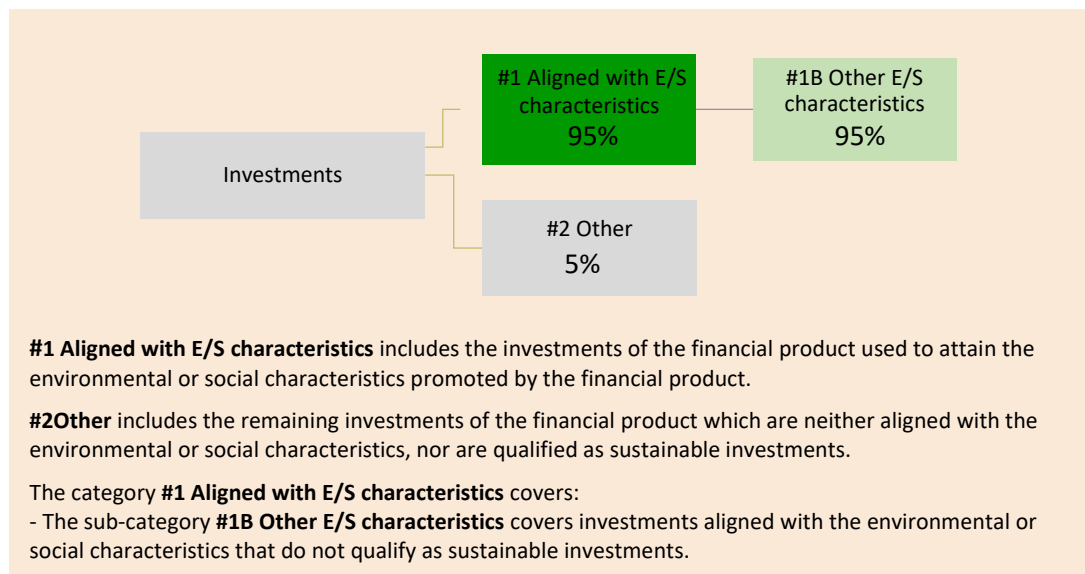 #1 Aligned with E/S
characteristics
95%
#1B Other E/S
characteristics
95%
Investments
#2 Other
5%
#1 Aligned with E/S characteristics includes the investments of the financial product used to attain the
environmental or social characteristics promoted by the financial product.
#2Other includes the remaining investments of the financial product which are neither aligned with the
environmental or social characteristics, nor are qualified as sustainable investments.
The category #1 Aligned with E/S characteristics covers:
- The sub-category #1B Other E/S characteristics covers investments aligned with the environmental or
social characteristics that do not qualify as sustainable investments.